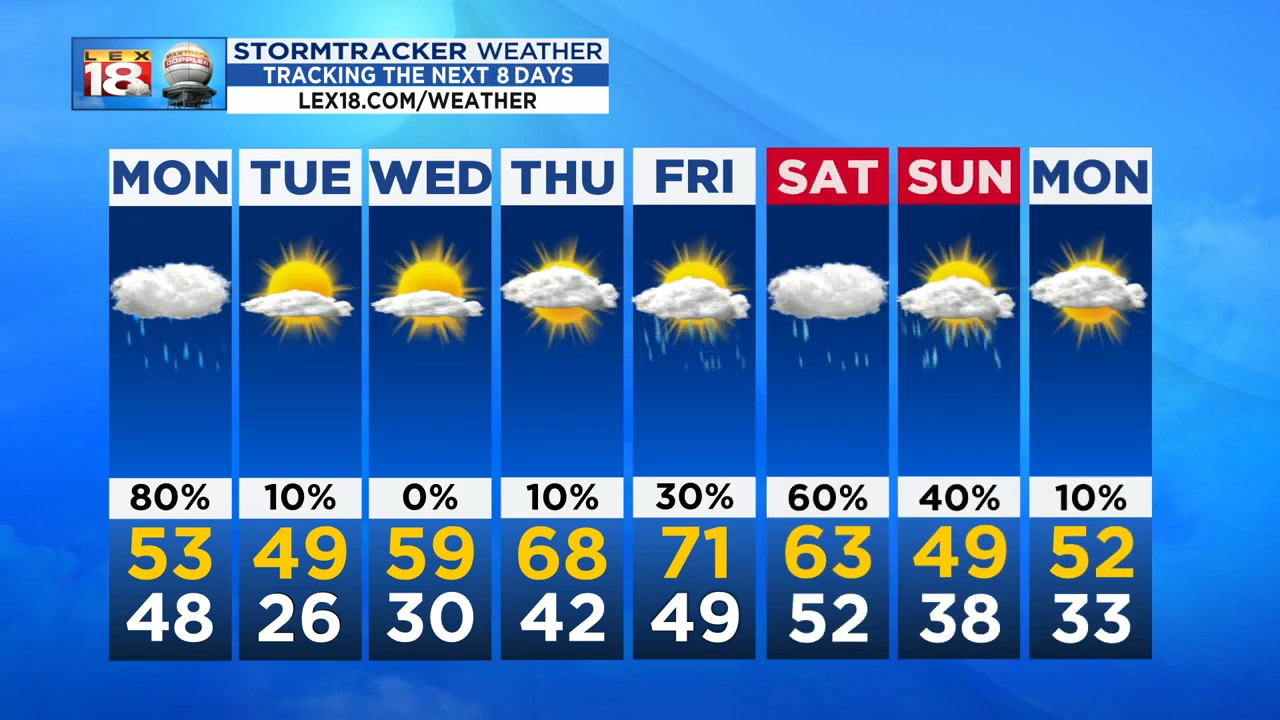 LEX
18
MAXTRACK
DOPPLER
STORMTRACKER WEATHER
TRACKING THE NEXT 8 DAYS
LEX18.COM/WEATHER
MON TUE WED THU FRI SAT SUN MON
80% 10% 0% 10% 30% 60% 40% 10%
53 49 59 68 71 63 49 52
48 26 30 42 49 52 38 33